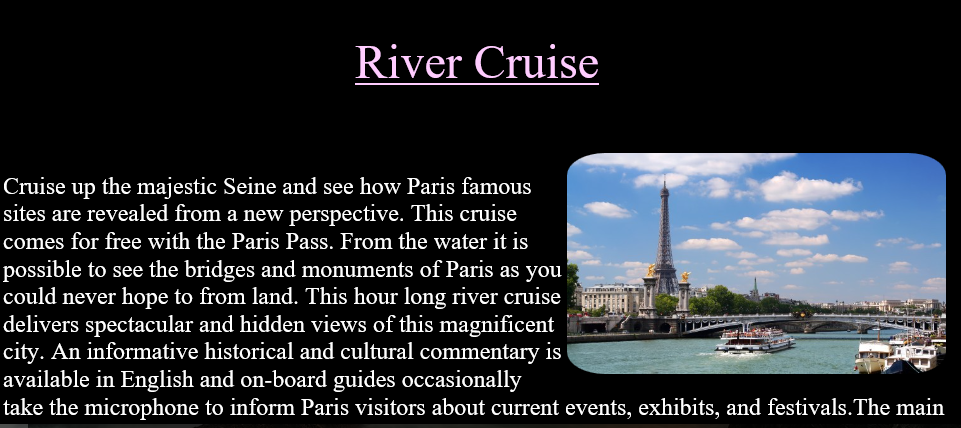 River Cruise
Cruise up the majestic Seine and see how Paris famous
sites are revealed from a new perspective. This cruise
comes for free with the Paris Pass. From the water it is
possible to see the bridges and monuments of Paris as you
could never hope to from land. This hour long river cruise
delivers spectacular and hidden views of this magnificent
city. An informative historical and cultural commentary is
available in English and on-board guides occasionally
take the microphone to inform Paris visitors about current events, exhibits, and festivals.The main